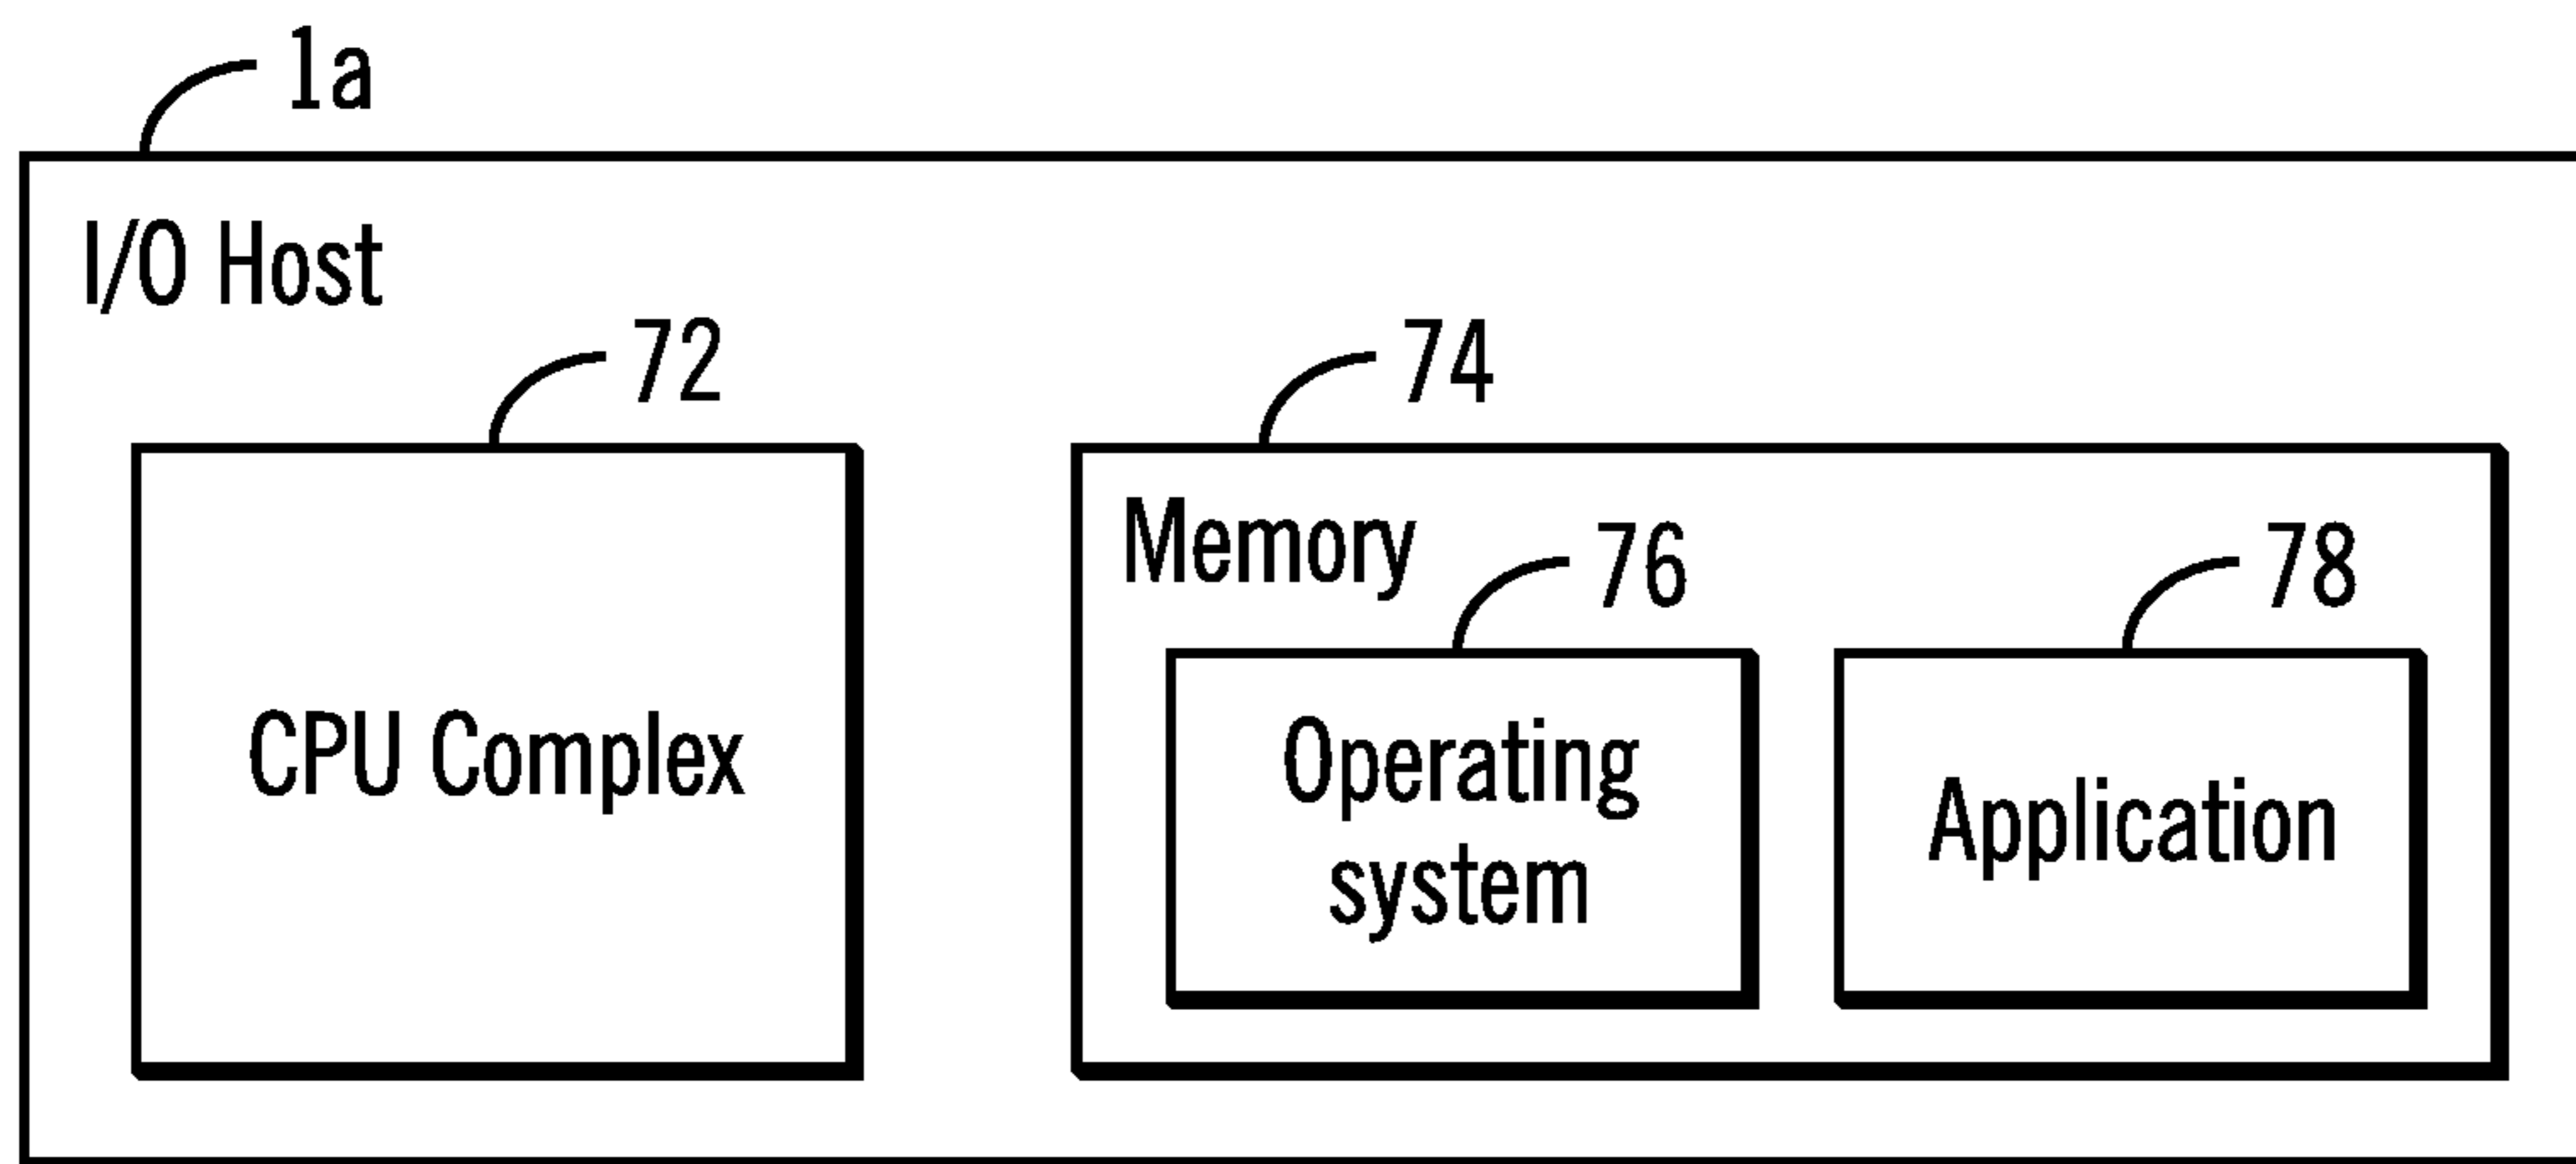 1a
I/O Host
72
74
Memory
76
78
CPU Complex
Operating
system
Application